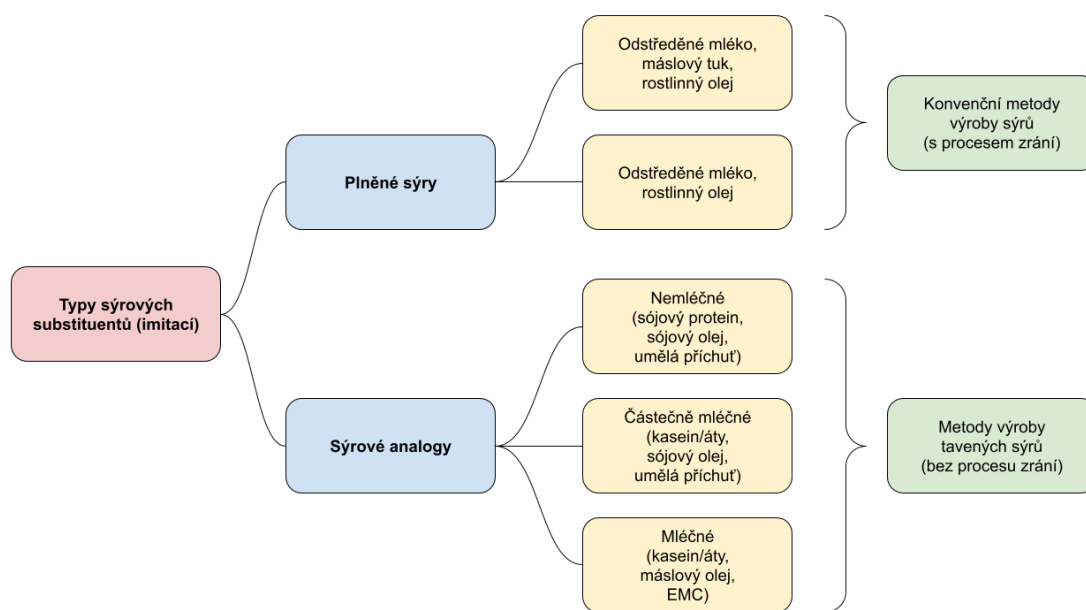 Typy sýrových
substituentů (imitací)
Plněné sýry
Odstředěné mléko,
máslový tuk,
rostlinný olej
Odstředěné mléko,
rostlinný olej
Konvenční metody
výroby sýrů
(s procesem zrání)
Sýrové analogy
Nemléčné
(sójový protein,
sójový olej,
umělá příchuť)
Částečně mléčné
(kasein/áty,
sójový olej,
umělá příchuť)
Mléčné
(kasein/áty,
máslový olej,
EMC)
Metody výroby
tavených sýrů
(bez procesu zrání)